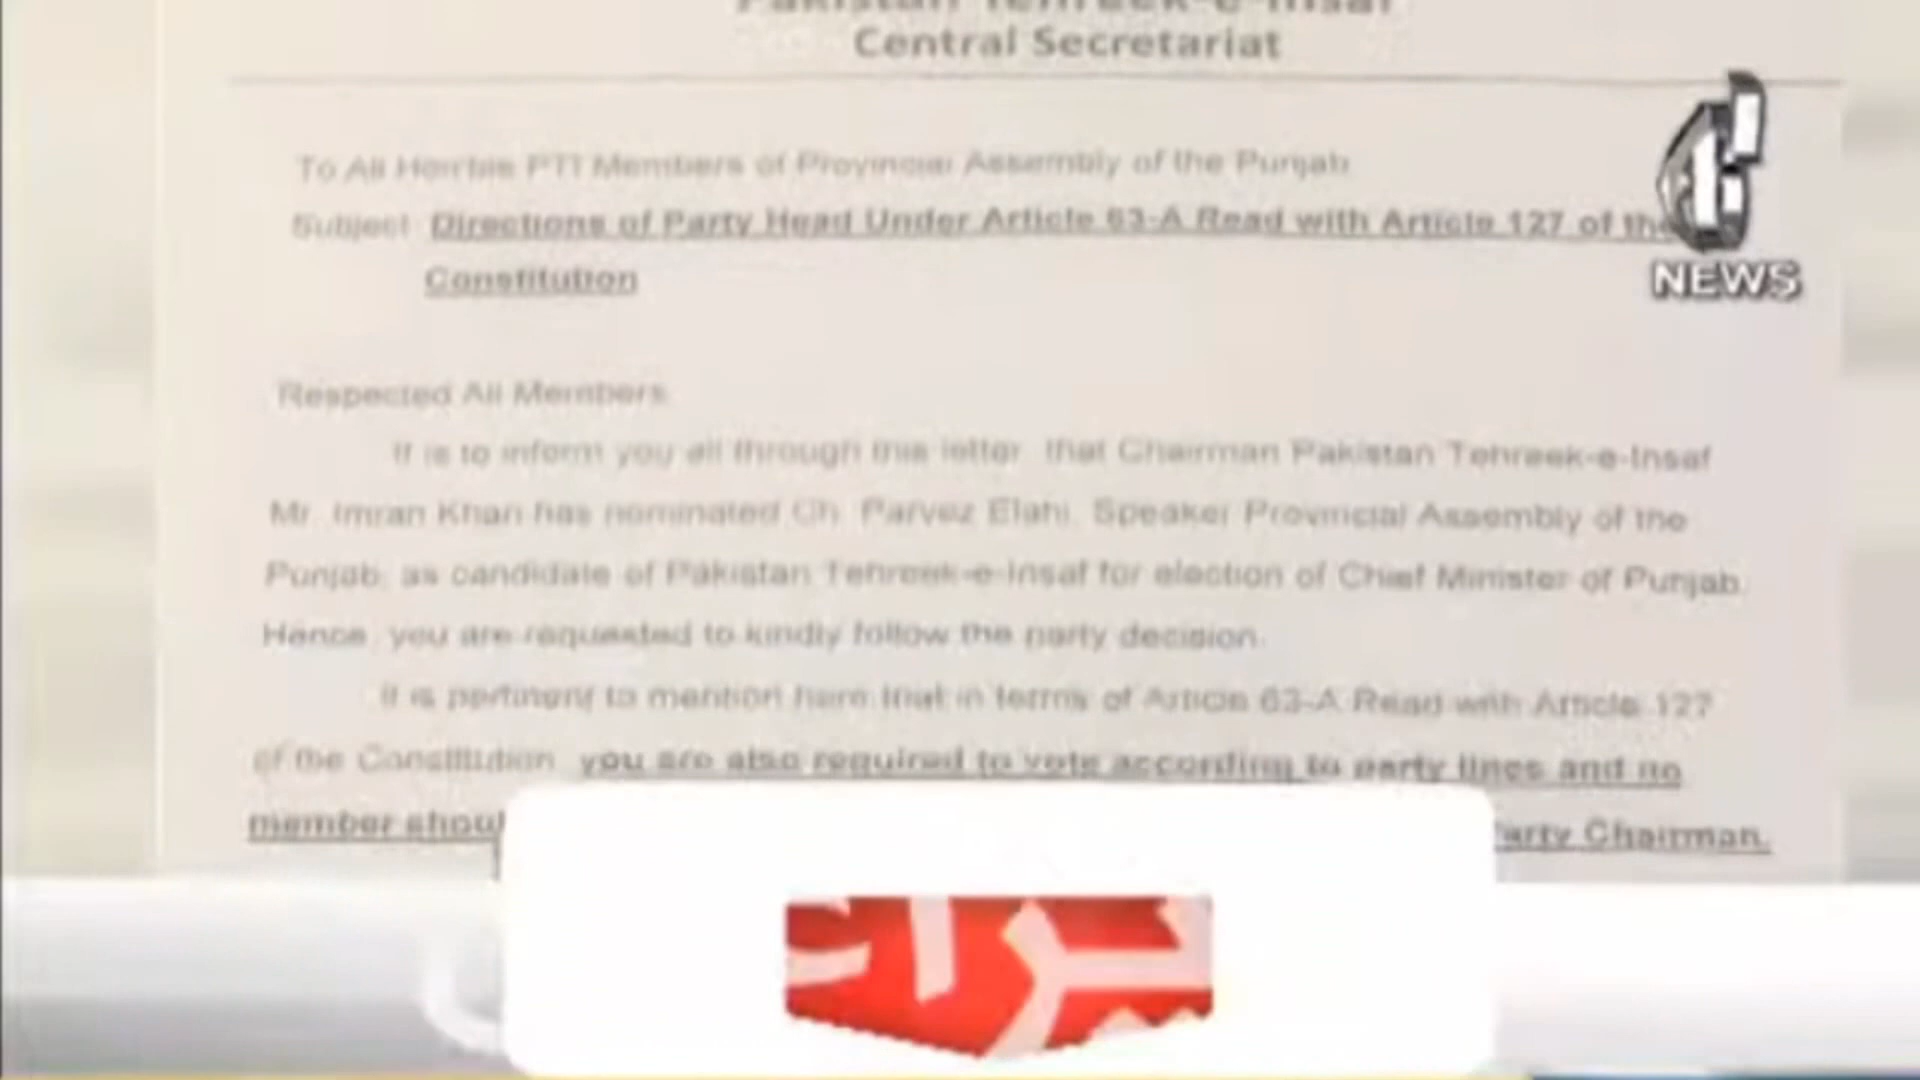 Pakistan Tehreek-e-Insaf
Central Secretariat
To All Hon'ble PTI Members of Provincial Assembly of the Punjab
Subject: Directions of Party Head Under Article 63-A Read with Article 127 of the
Constitution
NEWS
Respected All Members
It is to inform you all through this letter that Chairman Pakistan Tehreek-e-Insaf
Mr. Imran Khan has nominated Ch. Parvez Elahi, Speaker Provincial Assembly of the
Punjab, as candidate of Pakistan Tehreek-e-Insaf for election of Chief Minister of Punjab.
Hence, you are requested to kindly follow the party decision.
It is pertinent to mention here that in terms of Article 63-A Read with Article 127
of the Constitution, you are also required to vote according to party lines and no
member Party Chairman.